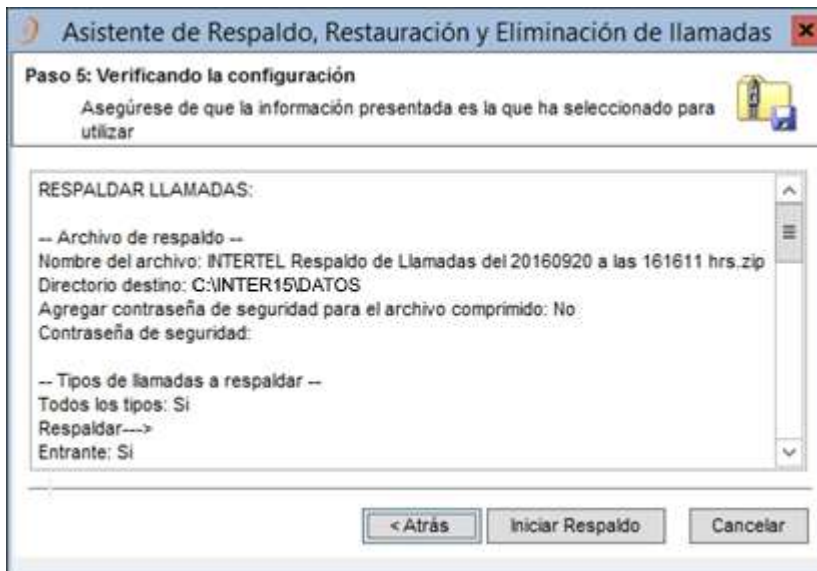 Asistente de Respaldo, Restauración y Eliminación de llamadas
Paso 5: Verificando la configuración
Asegúrese de que la información presentada es la que ha seleccionado para
utilizar
RESPALDAR LLAMADAS:
-- Archivo de respaldo --
Nombre del archivo: INTERTEL Respaldo de Llamadas del 20160920 a las 161611 hrs.zip
Directorio destino: C:\INTER15\DATOS
Agregar contraseña de seguridad para el archivo comprimido: No
Contraseña de seguridad:
-- Tipos de llamadas a respaldar --
Todos los tipos: Si
Respaldar--->
Entrante: Si
< Atrás
Iniciar Respaldo
Cancelar